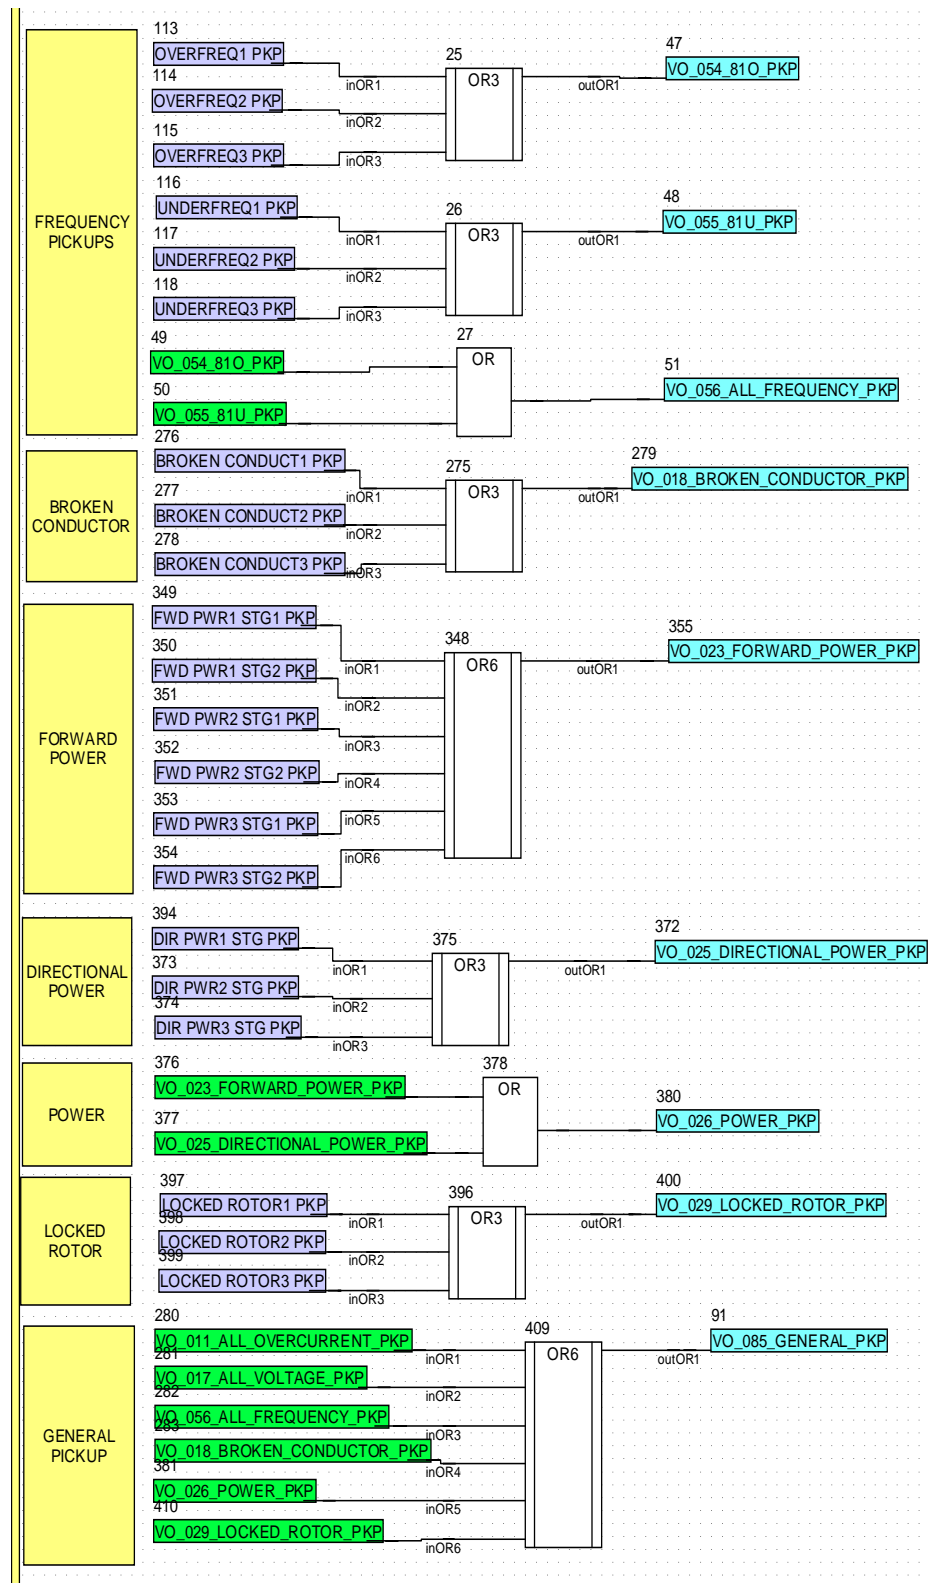 FREQUENCY
PICKUPS
113
OVERFREQ1 PKP
114
OVERFREQ2 PKP
115
OVERFREQ3 PKP
inOR1
inOR2
inOR3
25
OR3
outOR1
47
VO_054_81O_PKP
116
UNDERFREQ1 PKP
117
UNDERFREQ2 PKP
118
UNDERFREQ3 PKP
inOR1
inOR2
inOR3
26
OR3
outOR1
48
VO_055_81U_PKP
49
VO_054_81O_PKP
50
VO_055_81U_PKP
27
OR
51
VO_056_ALL_FREQUENCY_PKP
BROKEN
CONDUCTOR
276
BROKEN CONDUCT1 PKP
277
BROKEN CONDUCT2 PKP
278
BROKEN CONDUCT3 PKP
inOR1
inOR2
inOR3
275
OR3
outOR1
279
VO_018_BROKEN_CONDUCTOR_PKP
FORWARD
POWER
349
FWD PWR1 STG1 PKP
350
FWD PWR1 STG2 PKP
351
FWD PWR2 STG1 PKP
352
FWD PWR2 STG2 PKP
353
FWD PWR3 STG1 PKP
354
FWD PWR3 STG2 PKP
inOR1
inOR2
inOR3
inOR4
inOR5
inOR6
348
OR6
outOR1
355
VO_023_FORWARD_POWER_PKP
DIRECTIONAL
POWER
394
DIR PWR1 STG PKP
373
DIR PWR2 STG PKP
374
DIR PWR3 STG PKP
inOR1
inOR2
inOR3
375
OR3
outOR1
372
VO_025_DIRECTIONAL_POWER_PKP
POWER
376
VO_023_FORWARD_POWER_PKP
377
VO_025_DIRECTIONAL_POWER_PKP
378
OR
380
VO_026_POWER_PKP
LOCKED
ROTOR
397
LOCKED ROTOR1 PKP
398
LOCKED ROTOR2 PKP
399
LOCKED ROTOR3 PKP
inOR1
inOR2
inOR3
396
OR3
outOR1
400
VO_029_LOCKED_ROTOR_PKP
GENERAL
PICKUP
280
VO_011_ALL_OVERCURRENT_PKP
281
VO_017_ALL_VOLTAGE_PKP
282
VO_056_ALL_FREQUENCY_PKP
283
VO_018_BROKEN_CONDUCTOR_PKP
381
VO_026_POWER_PKP
410
VO_029_LOCKED_ROTOR_PKP
inOR1
inOR2
inOR3
inOR4
inOR5
inOR6
409
OR6
outOR1
91
VO_085_GENERAL_PKP